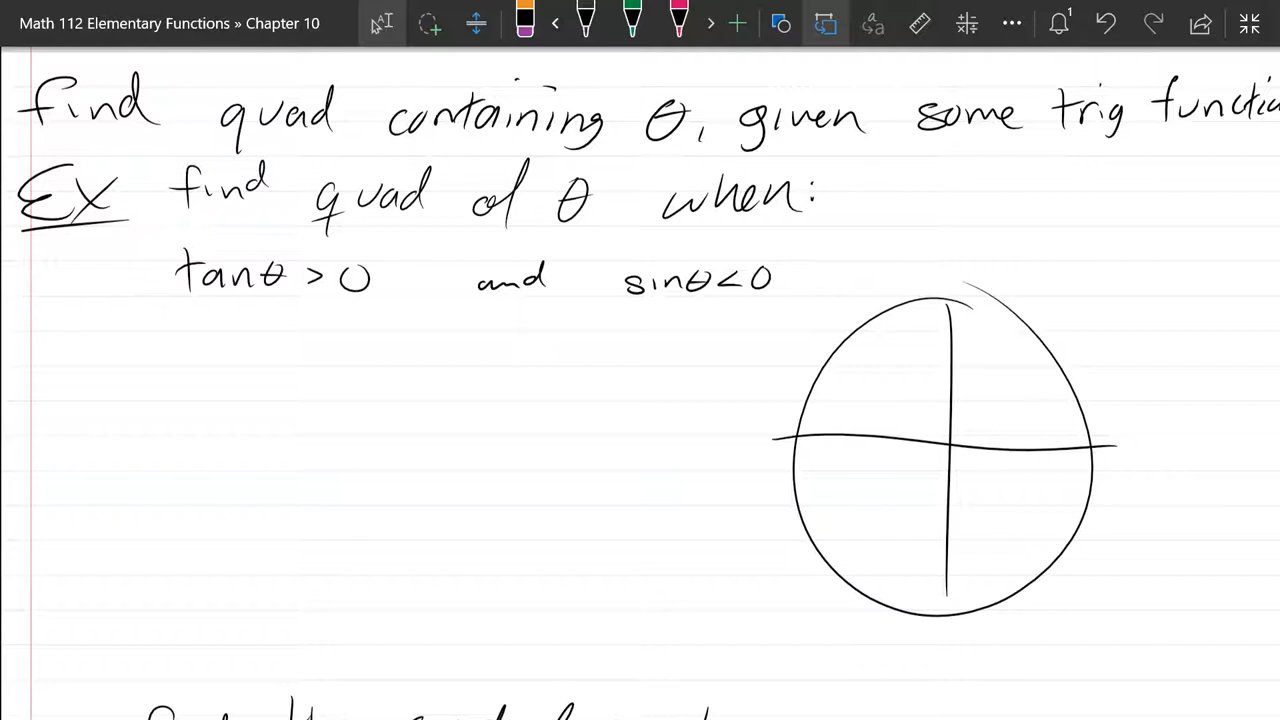 Math 112 Elementary Functions » Chapter 10
find quad containing θ, given some trig functio
EX find quad of θ when:
tanθ > 0 and sinθ < 0